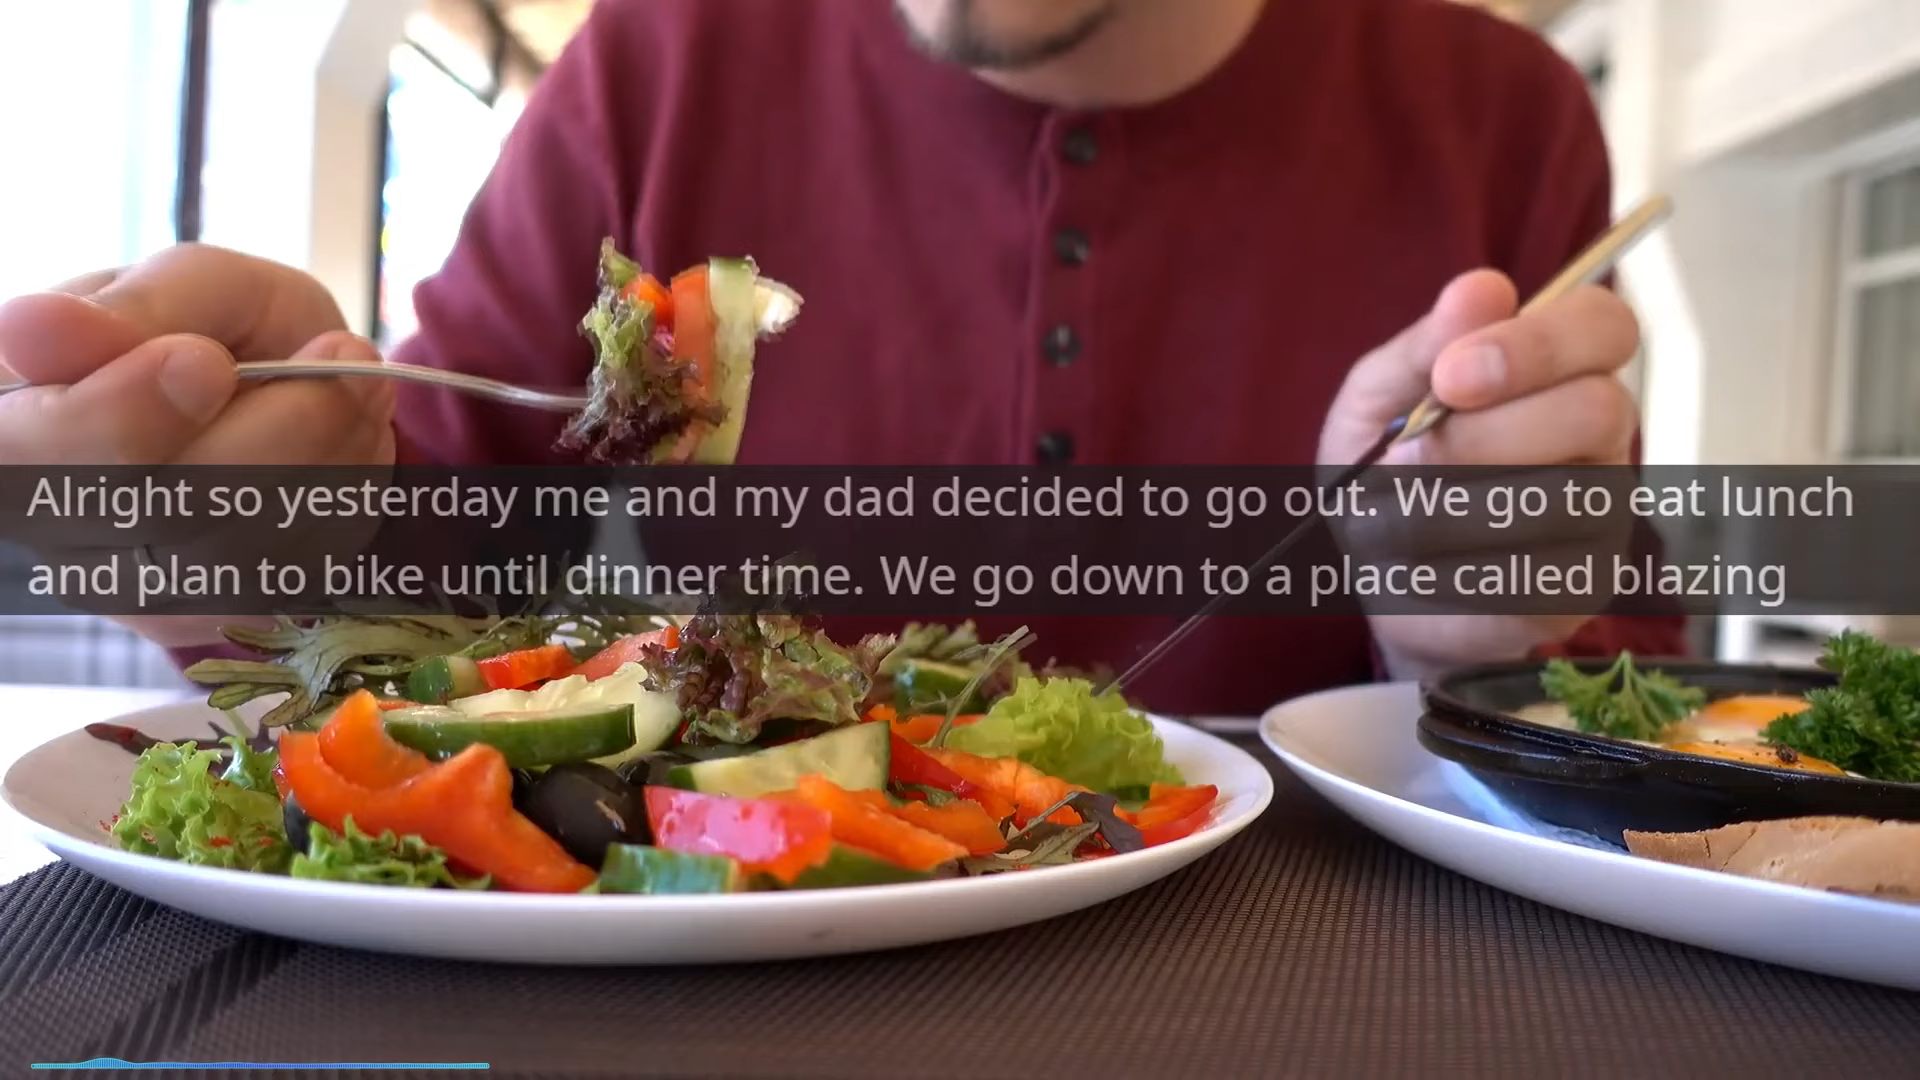 Alright so yesterday me and my dad decided to go out. We go to eat lunch
and plan to bike until dinner time. We go down to a place called blazing